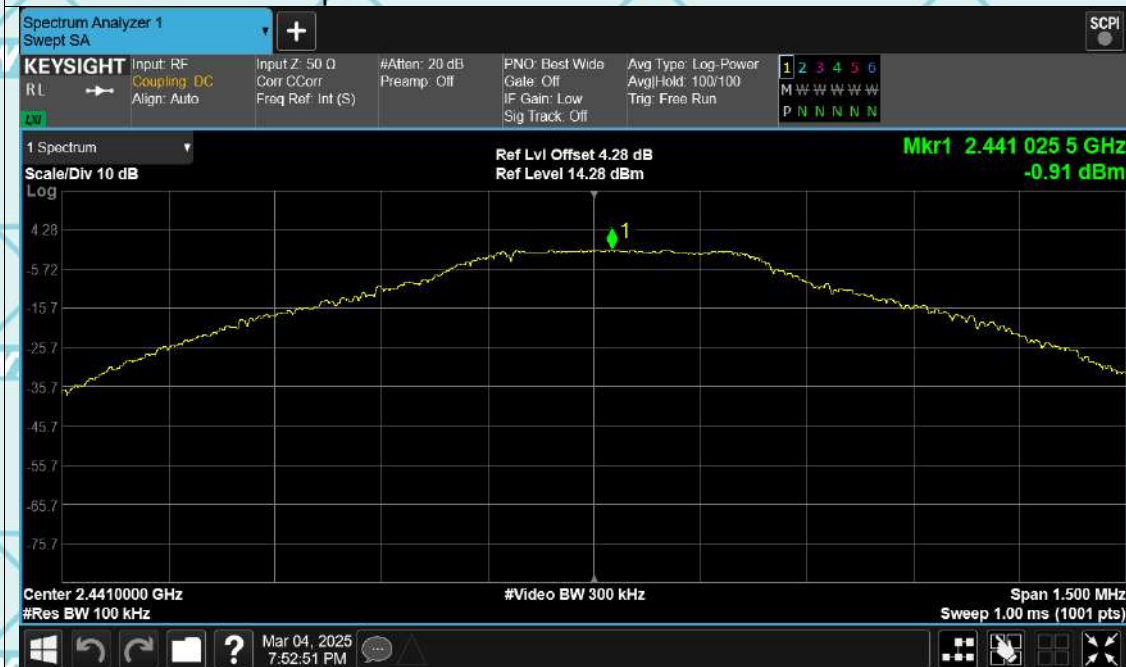 Spectrum Analyzer 1
Swept SA
+
SCPI
KEYSIGHT
RL
LXI
Input: RF
Coupling: DC
Align: Auto
Input Z: 50 Ω
Corr CCorr
Freq Ref: Int (S)
#Atten: 20 dB
Preamp: Off
PNO: Best Wide
Gate: Off
IF Gain: Low
Sig Track: Off
Avg Type: Log-Power
Avg|Hold: 100/100
Trig: Free Run
1 2 3 4 5 6
M W W W W W
P N N N N N
1 Spectrum
Scale/Div 10 dB
Log
Ref Lvl Offset 4.28 dB
Ref Level 14.28 dBm
Mkr1 2.441 025 5 GHz
-0.91 dBm
1
4.28
-5.72
-15.7
-25.7
-35.7
-45.7
-55.7
-65.7
-75.7
Center 2.4410000 GHz
#Res BW 100 kHz
#Video BW 300 kHz
Span 1.500 MHz
Sweep 1.00 ms (1001 pts)
?
Mar 04, 2025
7:52:51 PM